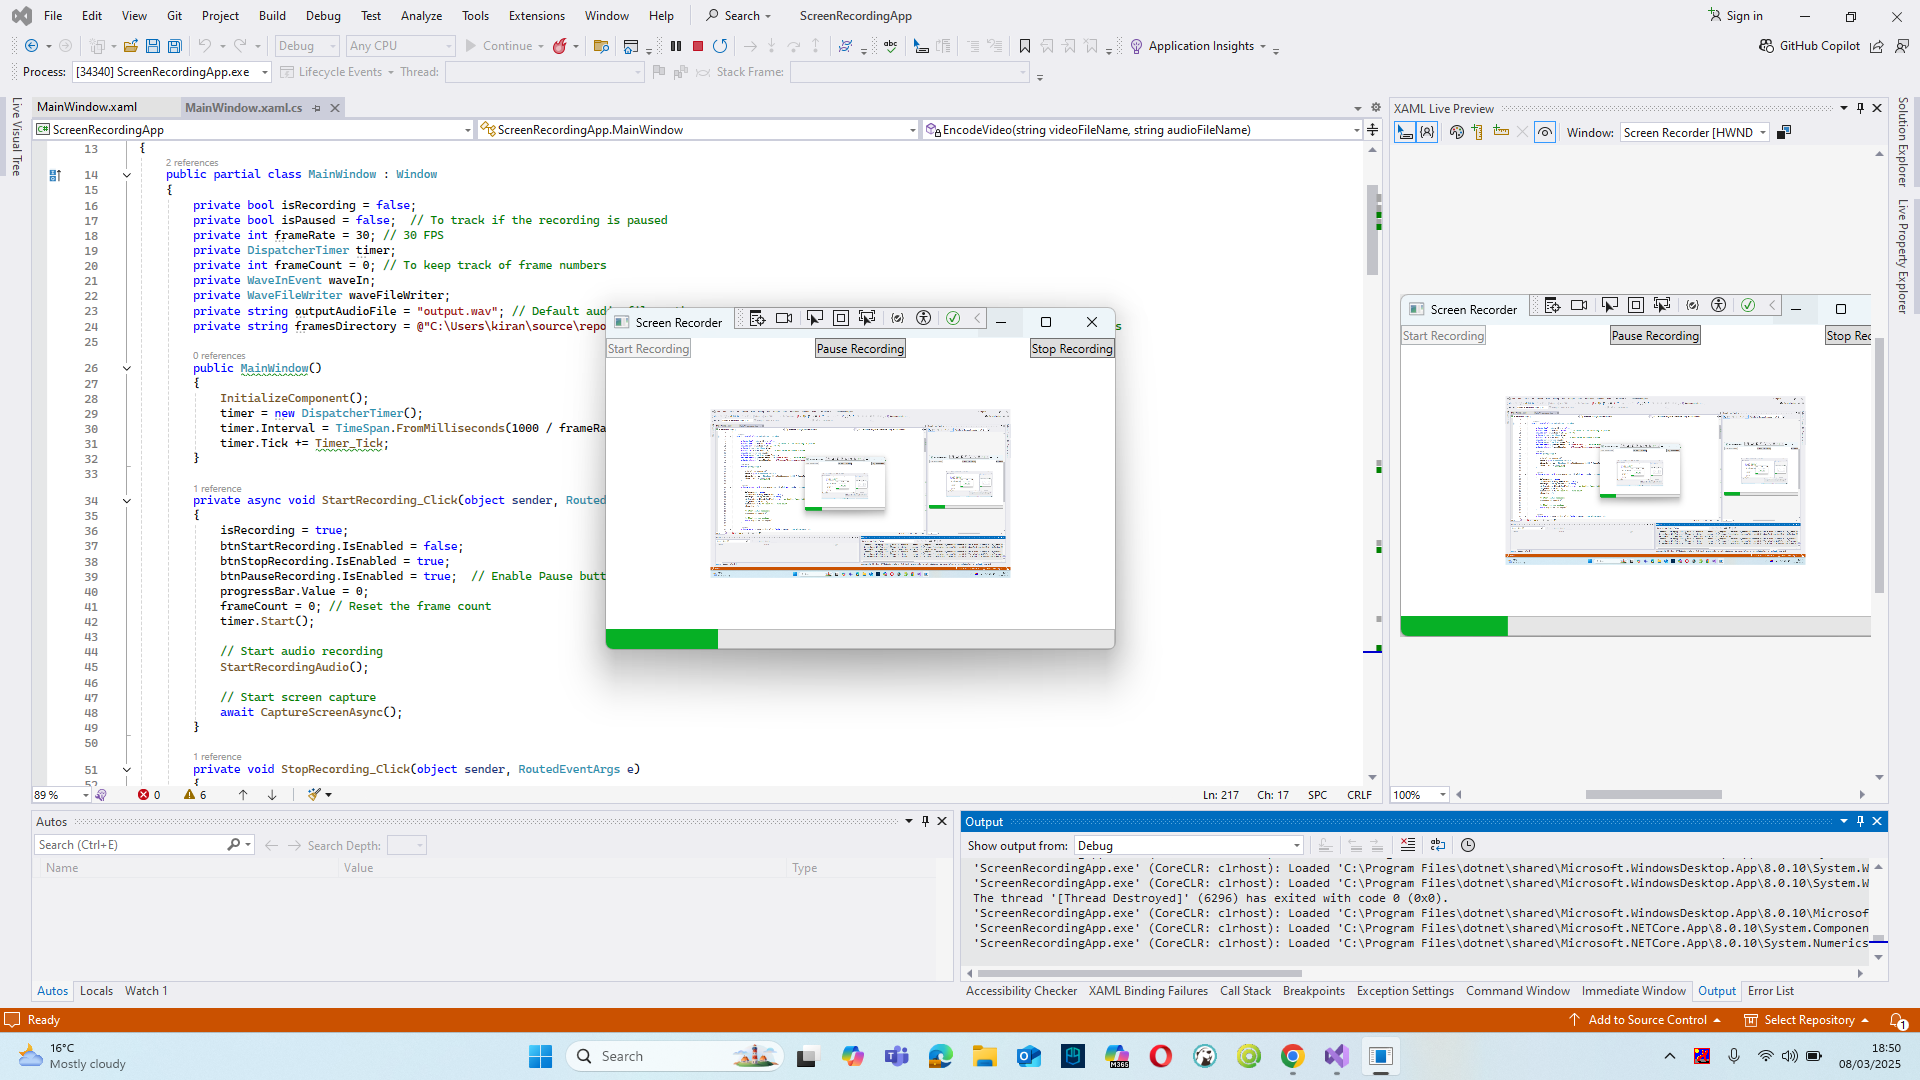 File Edit View Git Project Build Debug Test Analyze Tools Extensions Window Help Search ScreenRecordingApp Sign in
Debug Any CPU Continue Application Insights GitHub Copilot
Process: [34340] ScreenRecordingApp.exe Lifecycle Events Thread: Stack Frame:
Live Visual Tree
MainWindow.xaml MainWindow.xaml.cs
ScreenRecordingApp ScreenRecordingApp.MainWindow EncodeVideo(string videoFileName, string audioFileName)
13 {
2 references
14 public partial class MainWindow : Window
15 {
16 private bool isRecording = false;
17 private bool isPaused = false; // To track if the recording is paused
18 private int frameRate = 30; // 30 FPS
19 private DispatcherTimer timer;
20 private int frameCount = 0; // To keep track of frame numbers
21 private WaveInEvent waveIn;
22 private WaveFileWriter waveFileWriter;
23 private string outputAudioFile = "output.wav"; // Default
24 private string framesDirectory = @"C:\Users\kiran\source\repo
25
0 references
26 public MainWindow()
27 {
28 InitializeComponent();
29 timer = new DispatcherTimer();
30 timer.Interval = TimeSpan.FromMilliseconds(1000 / frameRa
31 timer.Tick += Timer_Tick;
32 }
33
1 reference
34 private async void StartRecording_Click(object sender, Routed
35 {
36 isRecording = true;
37 btnStartRecording.IsEnabled = false;
38 btnStopRecording.IsEnabled = true;
39 btnPauseRecording.IsEnabled = true; // Enable Pause butt
40 progressBar.Value = 0;
41 frameCount = 0; // Reset the frame count
42 timer.Start();
43
44 // Start audio recording
45 StartRecordingAudio();
46
47 // Start screen capture
48 await CaptureScreenAsync();
49 }
50
1 reference
51 private void StopRecording_Click(object sender, RoutedEventArgs e)
52 {
89 % 0 6 Ln: 217 Ch: 17 SPC CRLF
Screen Recorder
Start Recording Pause Recording Stop Recording
XAML Live Preview
Window: Screen Recorder [HWND
Screen Recorder
Start Recording Pause Recording Stop Rec
100%
Solution Explorer
Live Property Explorer
Autos
Search (Ctrl+E) Search Depth:
Name Value Type
Autos Locals Watch 1
Output
Show output from: Debug
'ScreenRecordingApp.exe' (CoreCLR: clrhost): Loaded 'C:\Program Files\dotnet\shared\Microsoft.WindowsDesktop.App\8.0.10\System.W
'ScreenRecordingApp.exe' (CoreCLR: clrhost): Loaded 'C:\Program Files\dotnet\shared\Microsoft.WindowsDesktop.App\8.0.10\System.W
The thread '[Thread Destroyed]' (6296) has exited with code 0 (0x0).
'ScreenRecordingApp.exe' (CoreCLR: clrhost): Loaded 'C:\Program Files\dotnet\shared\Microsoft.WindowsDesktop.App\8.0.10\Microsof
'ScreenRecordingApp.exe' (CoreCLR: clrhost): Loaded 'C:\Program Files\dotnet\shared\Microsoft.NETCore.App\8.0.10\System.Componen
'ScreenRecordingApp.exe' (CoreCLR: clrhost): Loaded 'C:\Program Files\dotnet\shared\Microsoft.NETCore.App\8.0.10\System.Numerics
Accessibility Checker XAML Binding Failures Call Stack Breakpoints Exception Settings Command Window Immediate Window Output Error List
Ready Add to Source Control Select Repository 1
16°C
Mostly cloudy
Search
M365
18:50
08/03/2025